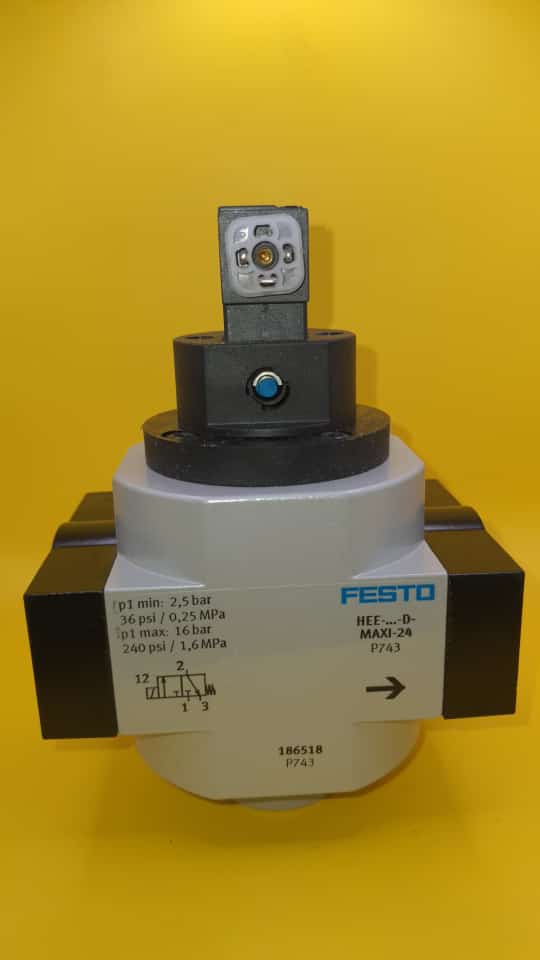 p1 min: 2,5 bar
36 psi / 0,25 MPa
p1 max: 16 bar
240 psi / 1,6 MPa
2
12
1 3
FESTO
HEE-...-D-
MAXI-24
P743
186518
P743